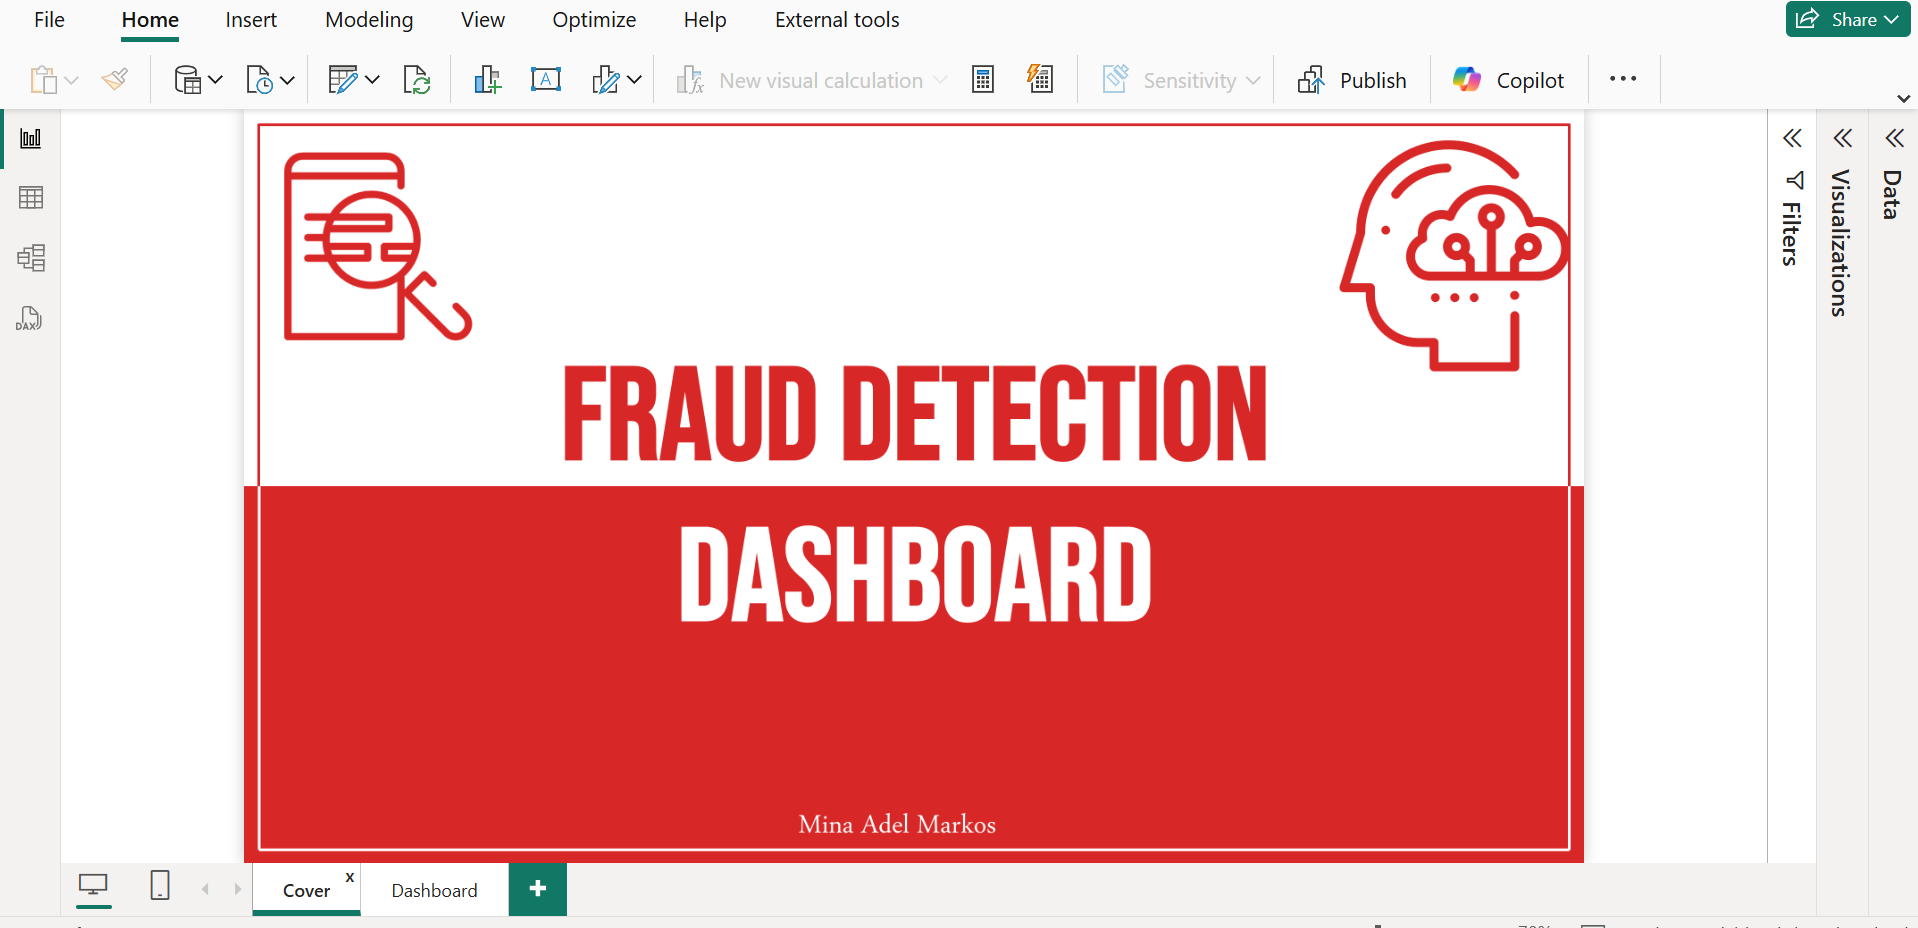 File Home Insert Modeling View Optimize Help External tools Share
New visual calculation Sensitivity Publish Copilot
DAX
FRAUD DETECTION
DASHBOARD
Mina Adel Markos
Filters
Visualizations
Data
Cover x Dashboard